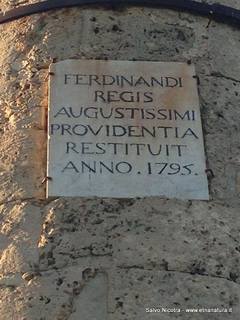 FERDINANDI
REGIS
AUGUSTISSIMI
PROVIDENTIA
RESTITUIT
ANNO . 1795.
Salvo Nicotra - www.etnanatura.it